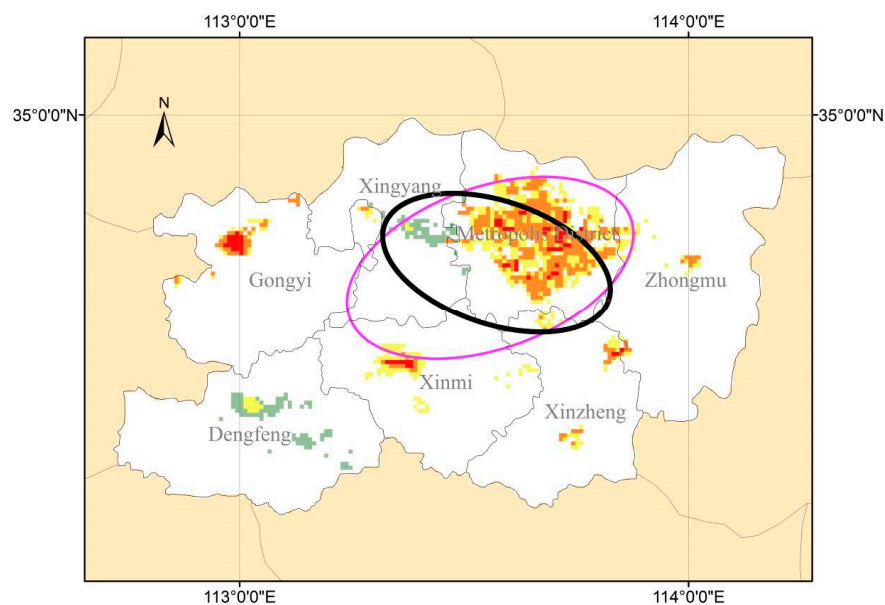 113°0'0"E 114°0'0"E
35°0'0"N 35°0'0"N
N
Xingyang
Metropolis District
Gongyi
Zhongmu
Xinmi
Xinzheng
Dengfeng
113°0'0"E 114°0'0"E